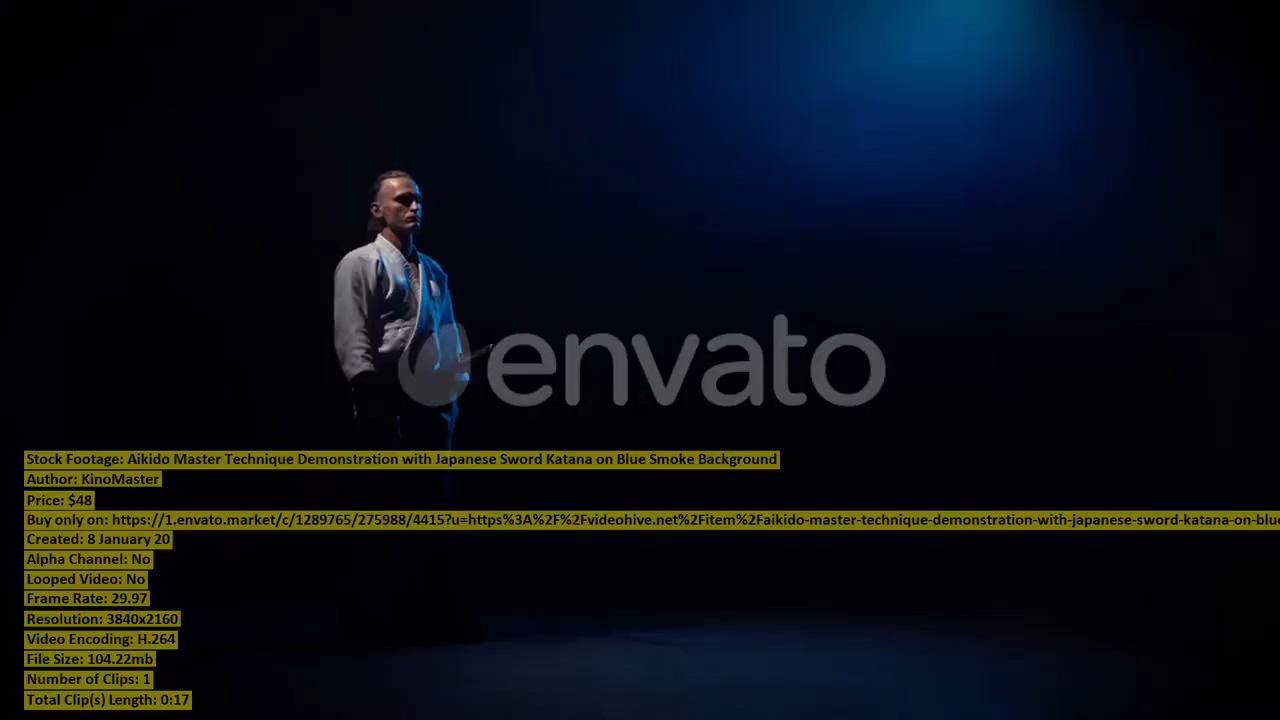 envato
Stock Footage: Aikido Master Technique Demonstration with Japanese Sword Katana on Blue Smoke Background
Author: KinoMaster
Price: $48
Buy only on: https://1.envato.market/c/1289765/275988/4415?u=https%3A%2F%2Fvideohive.net%2Fitem%2Faikido-master-technique-demonstration-with-japanese-sword-katana-on-blue
Created: 8 January 20
Alpha Channel: No
Looped Video: No
Frame Rate: 29.97
Resolution: 3840x2160
Video Encoding: H.264
File Size: 104.22mb
Number of Clips: 1
Total Clip(s) Length: 0:17